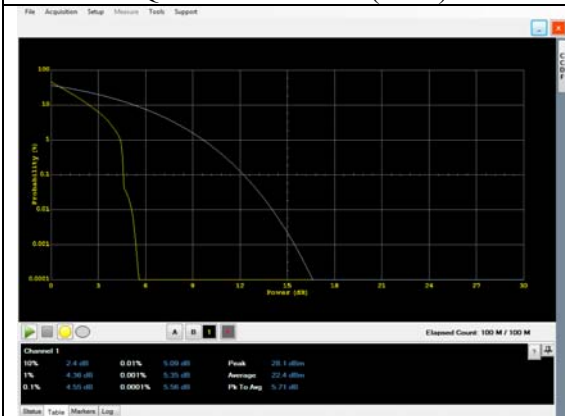 File Acquisition Setup Measure Tools Support
CCDF
100
10
1
0.1
0.01
0.001
0.0001
Probability (%)
0 3 6 9 12 15 18 21 24 27 30
Power (dB)
A B 1
Elapsed Count: 100 M / 100 M
Channel 1
10% 2.4 dB 0.01% 5.09 dB Peak 28.1 dBm
1% 4.36 dB 0.001% 5.35 dB Average 22.4 dBm
0.1% 4.55 dB 0.0001% 5.56 dB Pk To Avg 5.71 dB
Status Table Markers Log